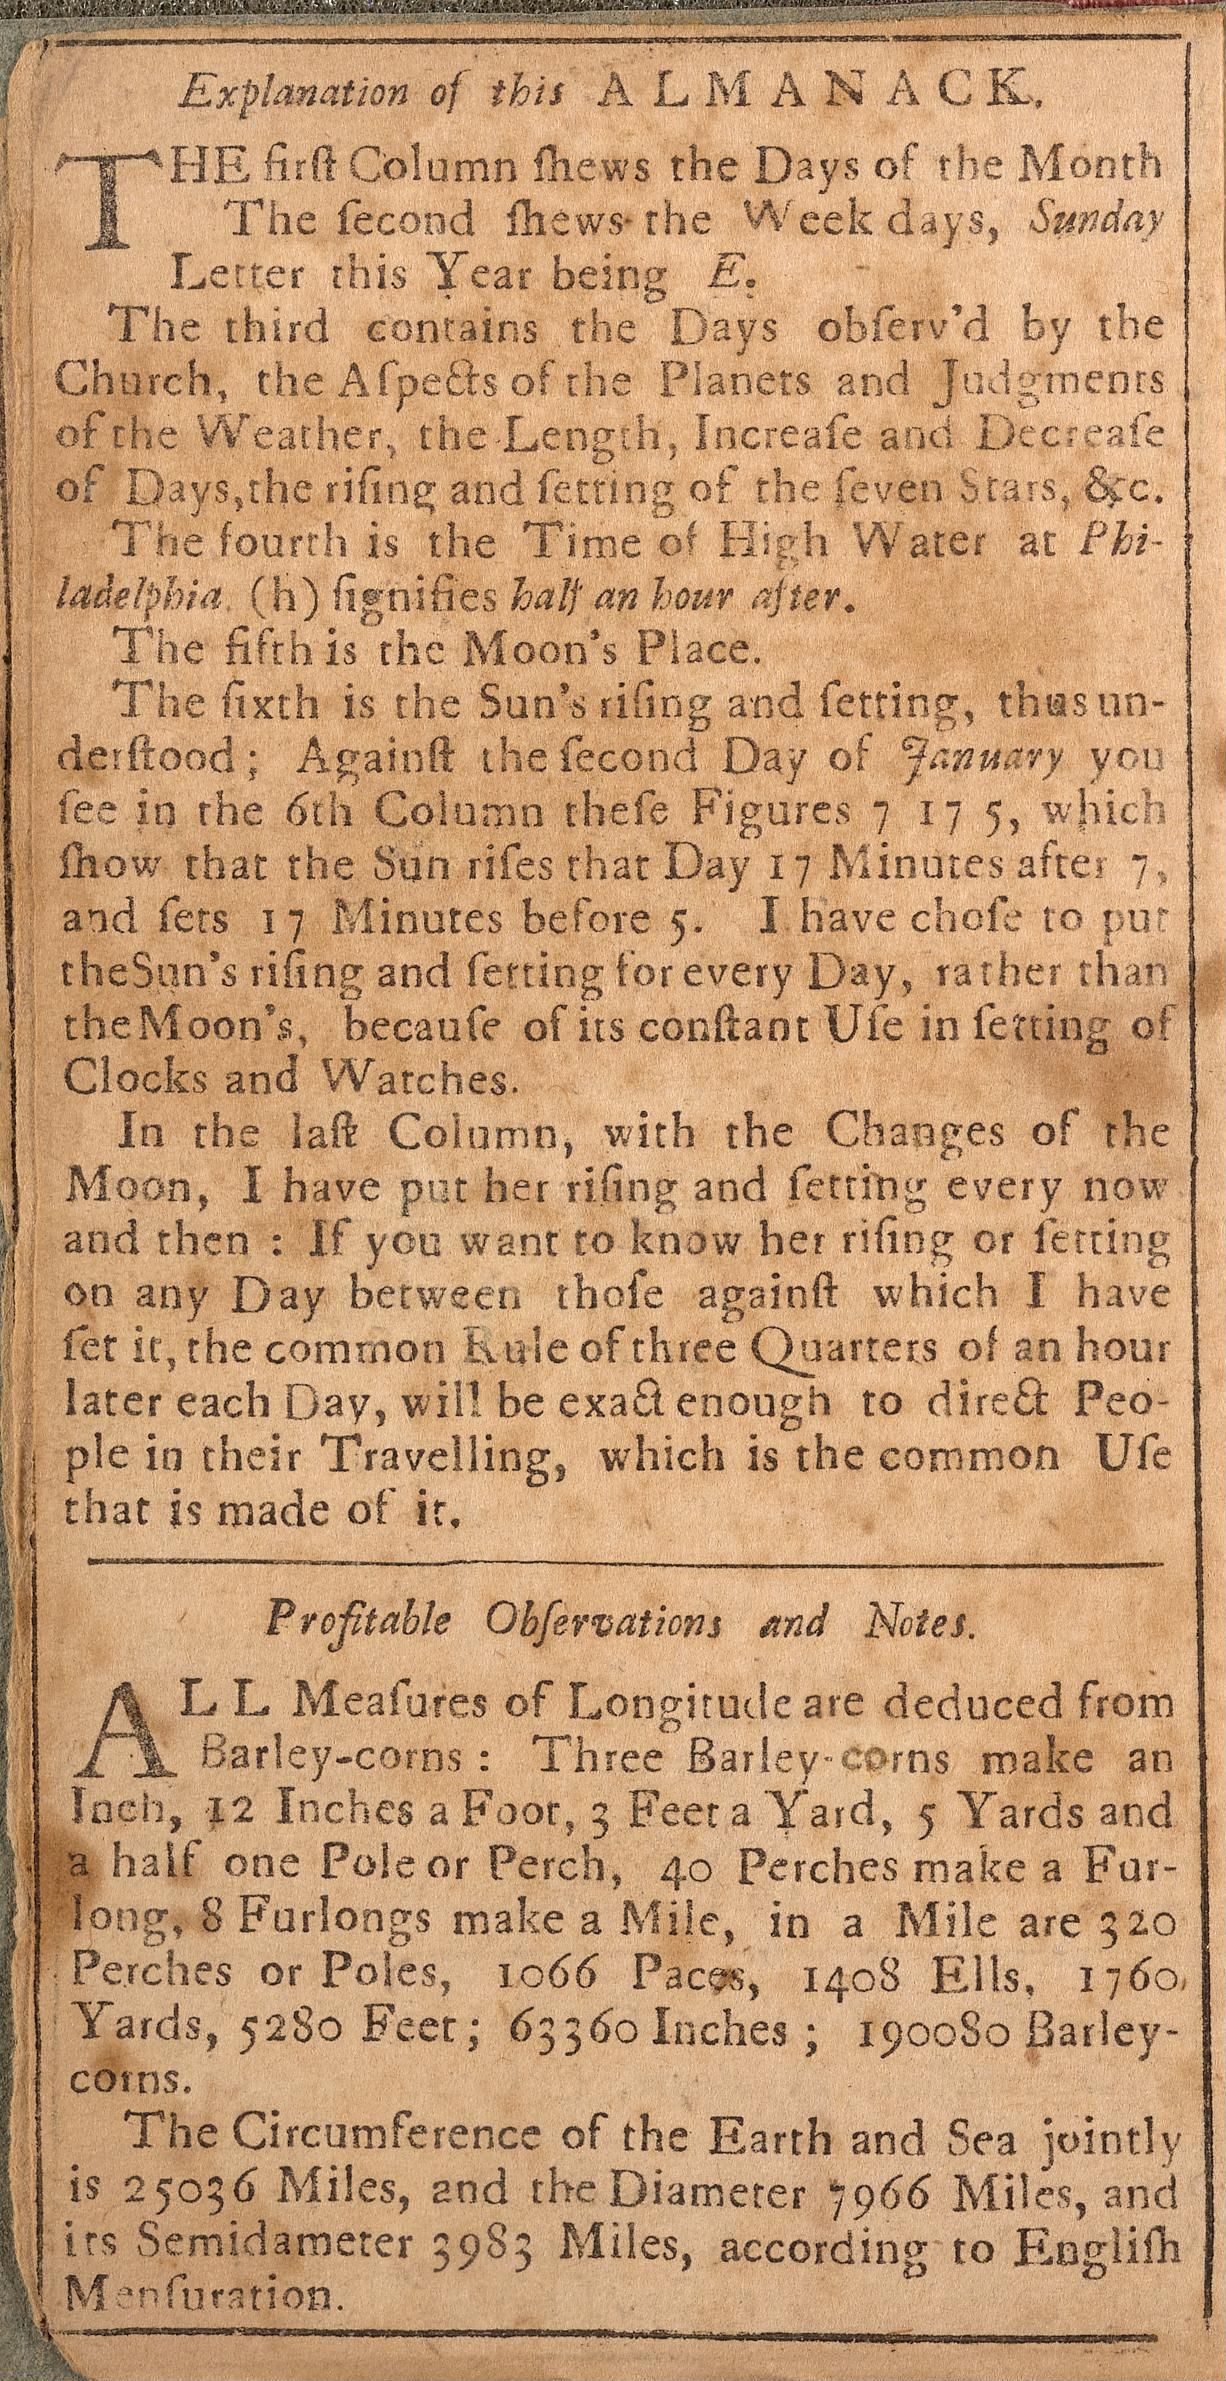 Explanation of this ALMANACK.
THE firſt Column ſhews the Days of the Month
The ſecond ſhews the Week days, Sunday
Letter this Year being E.
The third contains the Days obſerv'd by the
Church, the Aſpects of the Planets and Judgments
of the Weather, the Length, Increaſe and Decreaſe
of Days, the riſing and ſetting of the ſeven Stars, &c.
The fourth is the Time of High Water at Phi-
ladelphia. (h) ſignifies half an hour after.
The fifth is the Moon's Place.
The ſixth is the Sun's riſing and ſetting, thus un-
derſtood; Againſt the ſecond Day of January you
ſee in the 6th Column theſe Figures 7 17 5, which
ſhow that the Sun riſes that Day 17 Minutes after 7,
and ſets 17 Minutes before 5. I have choſe to put
the Sun's riſing and ſetting for every Day, rather than
the Moon's, becauſe of its conſtant Uſe in ſetting of
Clocks and Watches.
In the laſt Column, with the Changes of the
Moon, I have put her riſing and ſetting every now
and then : If you want to know her riſing or ſetting
on any Day between thoſe againſt which I have
ſet it, the common Rule of three Quarters of an hour
later each Day, will be exact enough to direct Peo-
ple in their Travelling, which is the common Uſe
that is made of it.
Profitable Obſervations and Notes.
ALL Meaſures of Longitude are deduced from
Barley-corns : Three Barley-corns make an
Inch, 12 Inches a Foot, 3 Feet a Yard, 5 Yards and
a half one Pole or Perch, 40 Perches make a Fur-
long, 8 Furlongs make a Mile, in a Mile are 320
Perches or Poles, 1066 Paces, 1408 Ells, 1760
Yards, 5280 Feet; 63360 Inches ; 190080 Barley-
corns.
The Circumference of the Earth and Sea jointly
is 25036 Miles, and the Diameter 7966 Miles, and
its Semidameter 3983 Miles, according to Engliſh
Menſuration.